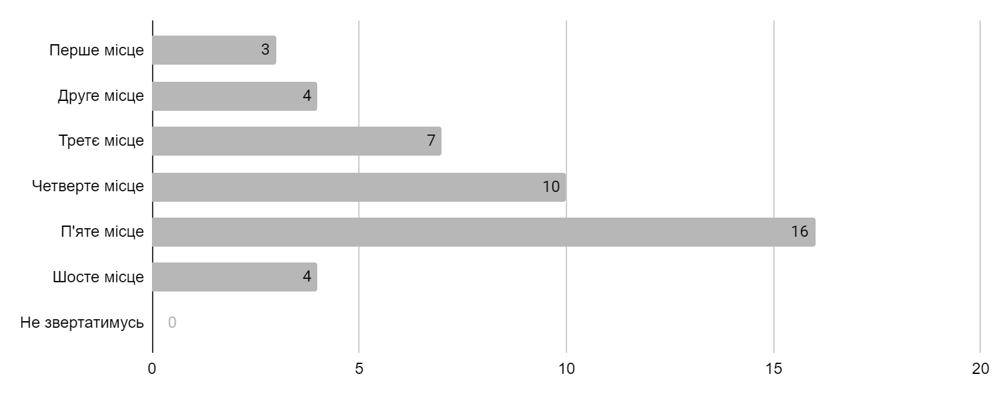 Перше місце 3
Друге місце 4
Третє місце 7
Четверте місце 10
П'яте місце 16
Шосте місце 4
Не звертатимусь 0
0 5 10 15 20